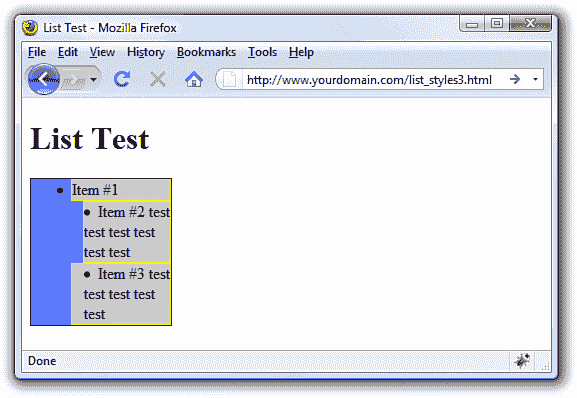 List Test - Mozilla Firefox
File Edit View History Bookmarks Tools Help
http://www.yourdomain.com/list_styles3.html
List Test
• Item #1
• Item #2 test
test test test
test test
• Item #3 test
test test test
test
Done